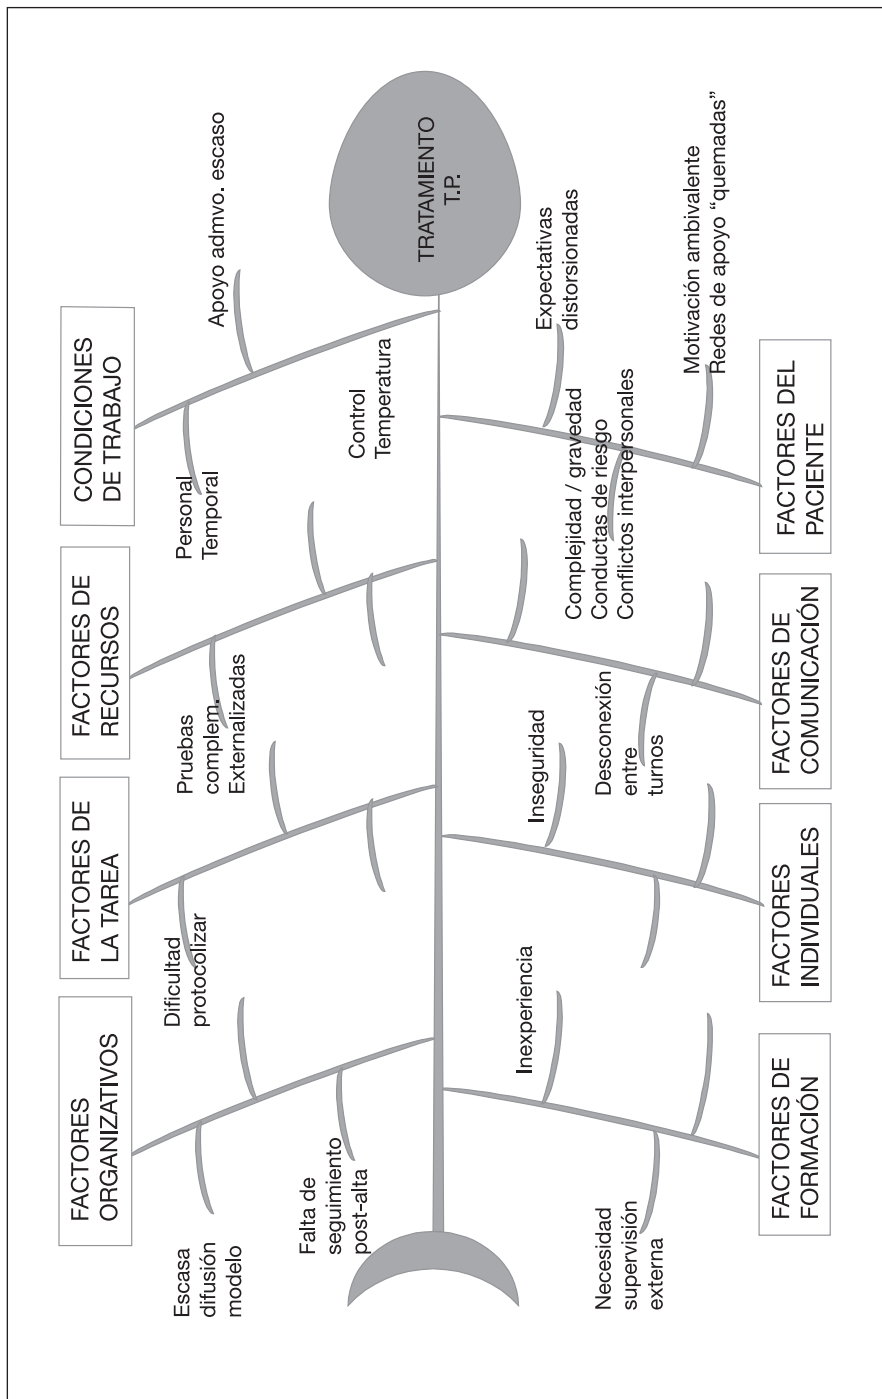 FACTORES
ORGANIZATIVOS
FACTORES DE
LA TAREA
FACTORES DE
RECURSOS
CONDICIONES
DE TRABAJO
Escasa
difusión
modelo
Falta de
seguimiento
post-alta
Dificultad
protocolizar
Pruebas
complem.
Externalizadas
Personal
Temporal
Apoyo admvo. escaso
Control
Temperatura
TRATAMIENTO
T.P.
Necesidad
supervisión
externa
Inexperiencia
Inseguridad
Desconexión
entre
turnos
Complejidad / gravedad
Conductas de riesgo
Conflictos interpersonales
Expectativas
distorsionadas
Motivación ambivalente
Redes de apoyo “quemadas”
FACTORES DE
FORMACIÓN
FACTORES
INDIVIDUALES
FACTORES DE
COMUNICACIÓN
FACTORES DEL
PACIENTE